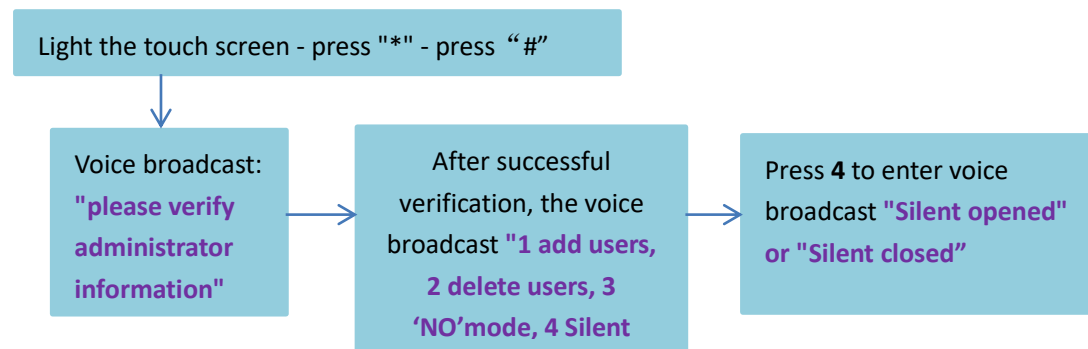 Light the touch screen - press "*" - press “#”
Voice broadcast:
"please verify
administrator
information"
After successful
verification, the voice
broadcast "1 add users,
2 delete users, 3
‘NO’mode, 4 Silent
Press 4 to enter voice
broadcast "Silent opened"
or "Silent closed”